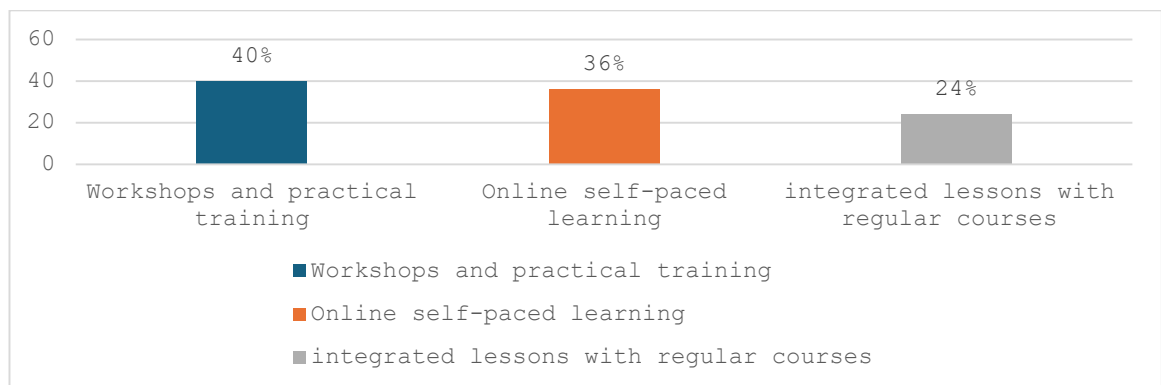 60
40
20
0
40%
36%
24%
Workshops and practical
training
Online self-paced
learning
integrated lessons with
regular courses
Workshops and practical training
Online self-paced learning
integrated lessons with regular courses